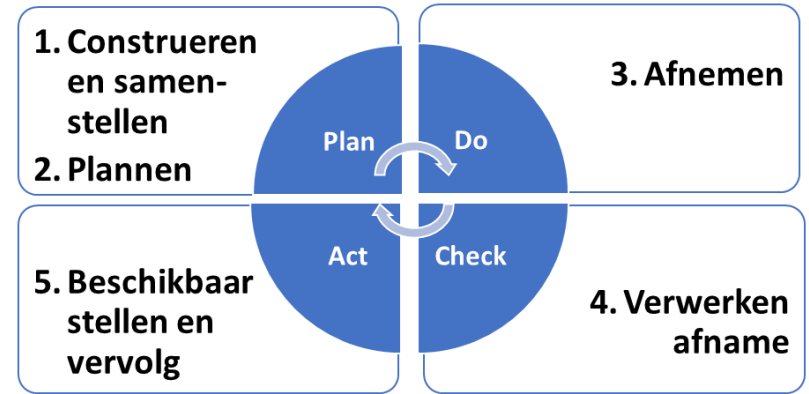 1. Construeren
en samen-
stellen
2. Plannen
3. Afnemen
Plan
Do
Act
Check
5. Beschikbaar
stellen en
vervolg
4. Verwerken
afname